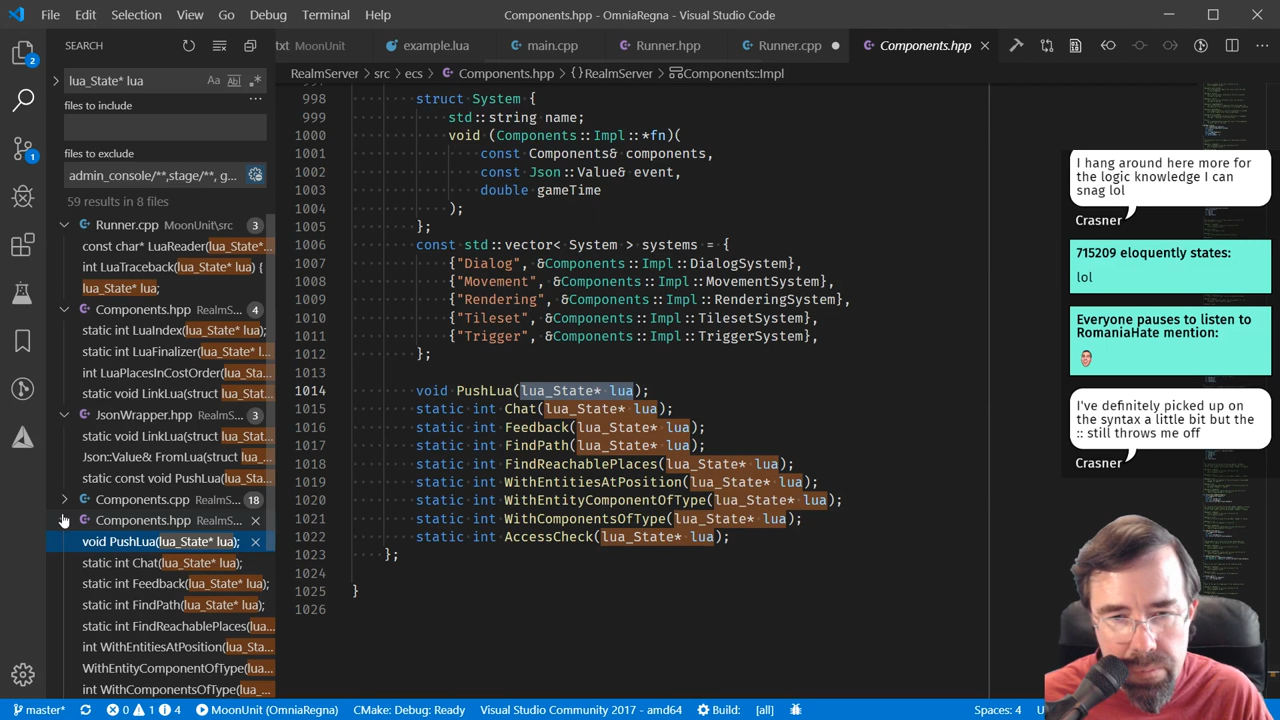 File Edit Selection View Go Debug Terminal Help Components.hpp - OmniaRegna - Visual Studio Code
SEARCH
txt MoonUnit example.lua main.cpp Runner.hpp Runner.cpp Components.hpp
2
lua_State* lua
Aa Abl .*
files to include
files to exclude
admin_console/**,stage/**, g...
59 results in 8 files
Runner.cpp MoonUnit\src 3
const char* LuaReader(lua_State*...
int LuaTraceback(lua_State* lua) {
lua_State* lua;
Components.hpp RealmS... 4
static int LuaIndex(lua_State* lua);
static int LuaFinalizer(lua_State* l...
int LuaPlacesInCostOrder(lua_State...
static void LinkLua(struct lua_State...
JsonWrapper.hpp RealmS... 3
static void LinkLua(struct lua_State...
Json::Value& FromLua(struct lua_...
static const void PushLua(lua_State...
Components.cpp RealmS... 18
Components.hpp RealmS...
void PushLua(lua_State* lua);
static int Chat(lua_State* lua);
static int Feedback(lua_State* lua);
static int FindPath(lua_State* lua);
static int FindReachablePlaces(lua_...
int WithEntitiesAtPosition(lua_Sta...
WithEntityComponentOfType(lua_...
int WithComponentsOfType(lua_...
1
RealmServer > src > ecs > Components.hpp > {} RealmServer > Components::Impl
998 struct System {
999 std::string name;
1000 void (Components::Impl::*fn)(
1001 const Components& components,
1002 const Json::Value& event,
1003 double gameTime
1004 );
1005 };
1006 const std::vector< System > systems = {
1007 {"Dialog", &Components::Impl::DialogSystem},
1008 {"Movement", &Components::Impl::MovementSystem},
1009 {"Rendering", &Components::Impl::RenderingSystem},
1010 {"Tileset", &Components::Impl::TilesetSystem},
1011 {"Trigger", &Components::Impl::TriggerSystem},
1012 };
1013
1014 void PushLua(lua_State* lua);
1015 static int Chat(lua_State* lua);
1016 static int Feedback(lua_State* lua);
1017 static int FindPath(lua_State* lua);
1018 static int FindReachablePlaces(lua_State* lua);
1019 static int WithEntitiesAtPosition(lua_State* lua);
1020 static int WithEntityComponentOfType(lua_State* lua);
1021 static int WithComponentsOfType(lua_State* lua);
1022 static int AccessCheck(lua_State* lua);
1023 };
1024
1025 }
1026
I hang around here more for
the logic knowledge I can
snag lol
Crasner
715209 eloquently states:
lol
Everyone pauses to listen to
RomaniaHate mention:
I've definitely picked up on
the syntax a little bit but the
:: still throws me off
Crasner
master* 0 1 4 MoonUnit (OmniaRegna) CMake: Debug: Ready Visual Studio Community 2017 - amd64 Build: [all] Spaces: 4